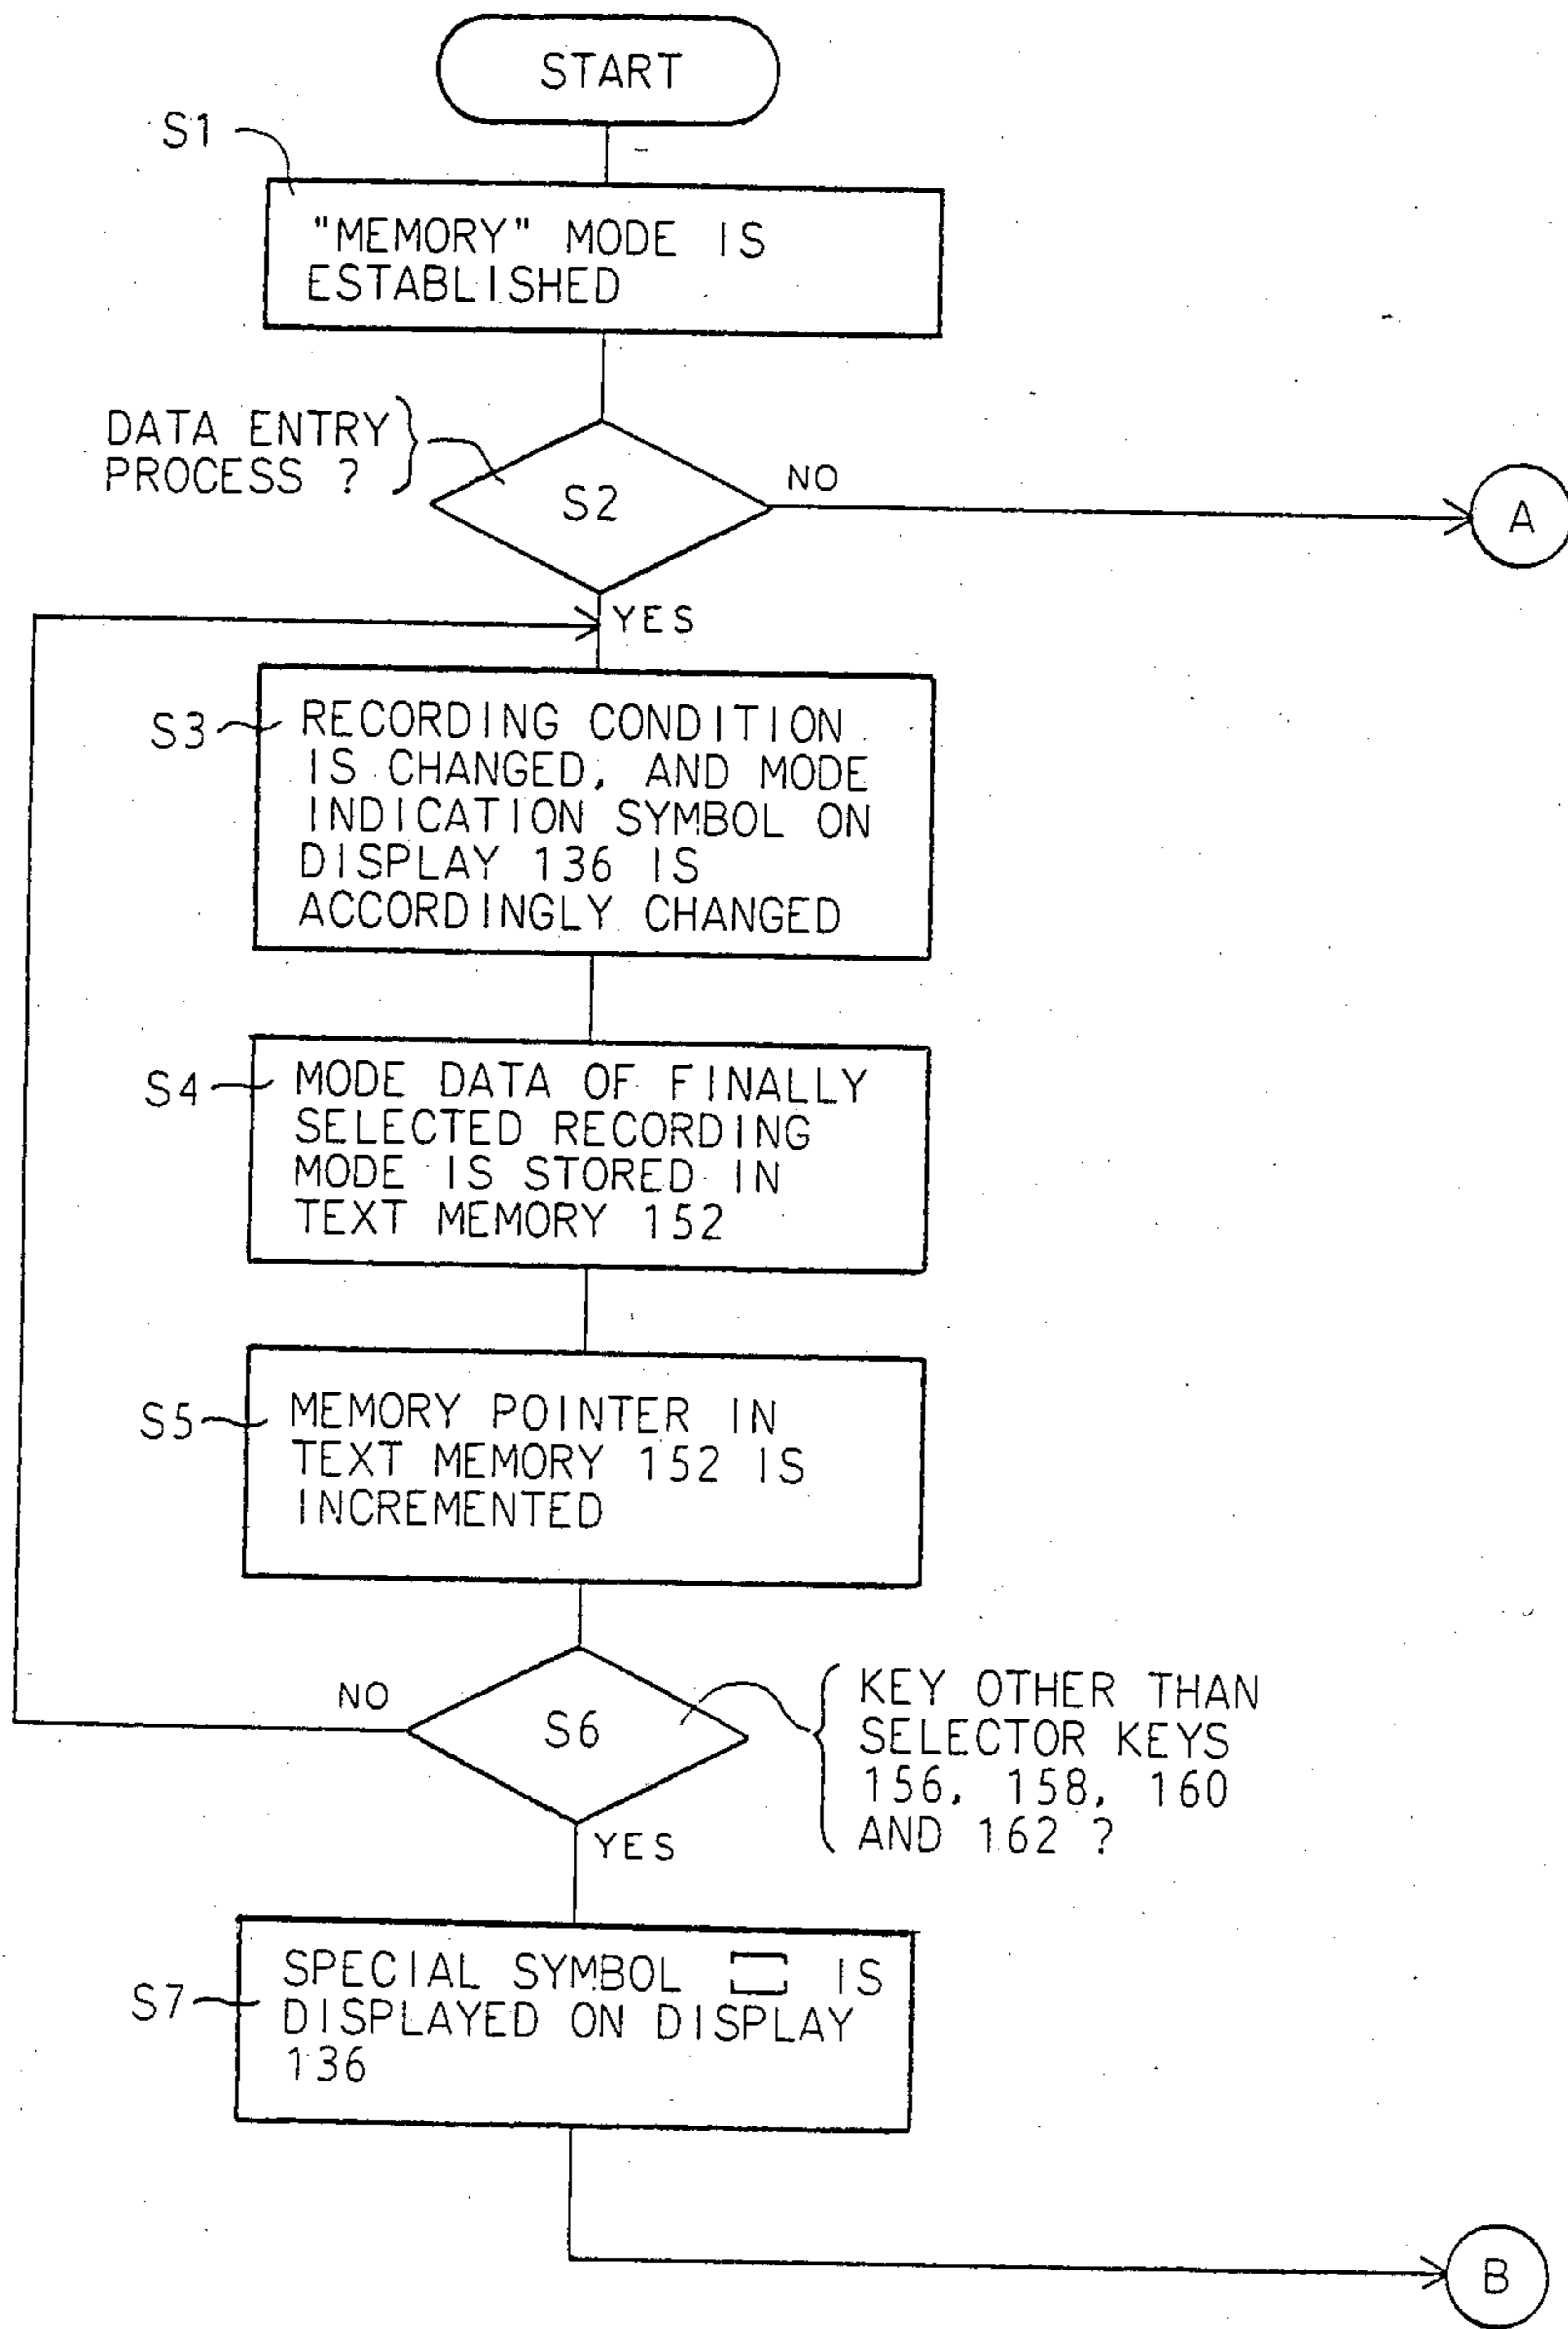 START
S1
"MEMORY" MODE IS
ESTABLISHED
DATA ENTRY
PROCESS ?
S2
NO
A
YES
S3
RECORDING CONDITION
IS CHANGED, AND MODE
INDICATION SYMBOL ON
DISPLAY 136 IS
ACCORDINGLY CHANGED
S4
MODE DATA OF FINALLY
SELECTED RECORDING
MODE IS STORED IN
TEXT MEMORY 152
S5
MEMORY POINTER IN
TEXT MEMORY 152 IS
INCREMENTED
NO
S6
KEY OTHER THAN
SELECTOR KEYS
156, 158, 160
AND 162 ?
YES
S7
SPECIAL SYMBOL IS
DISPLAYED ON DISPLAY
136
B